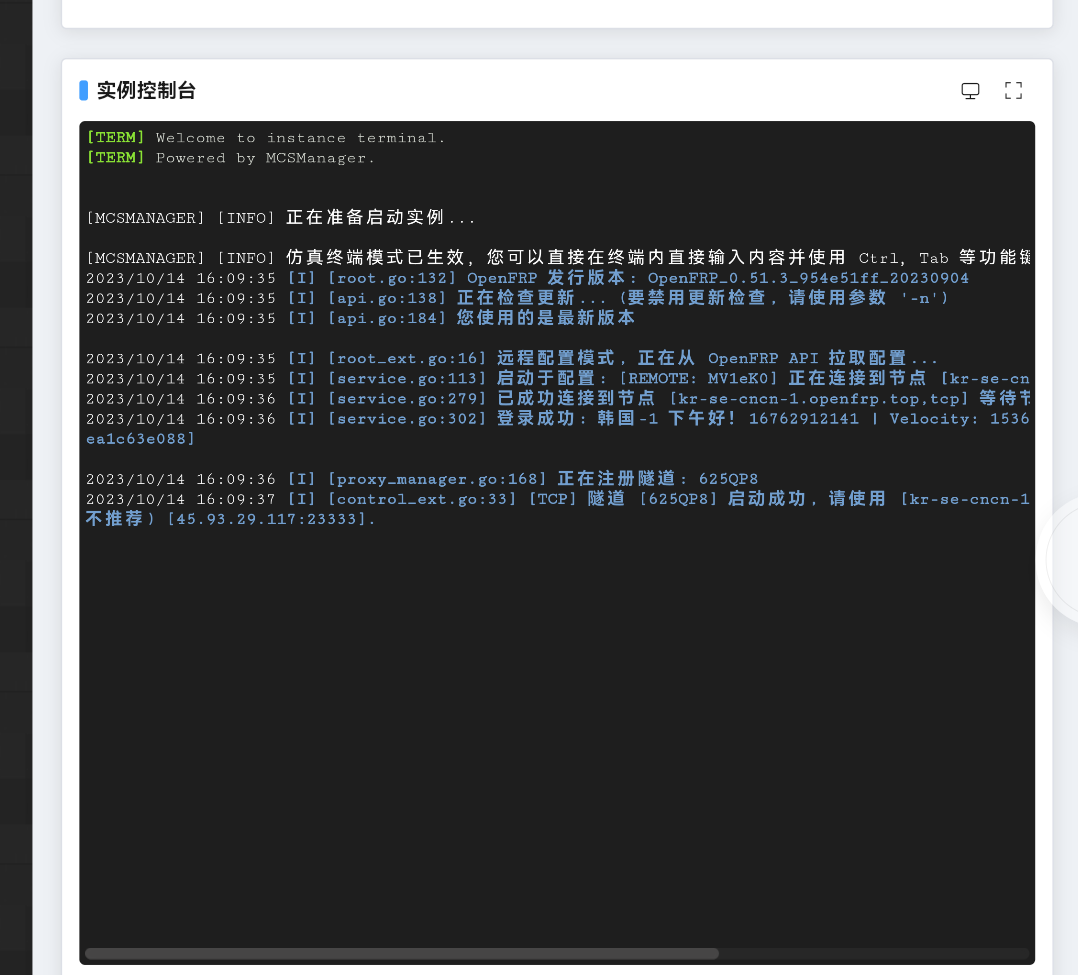 实例控制台
[TERM] Welcome to instance terminal.
[TERM] Powered by MCSManager.
[MCSMANAGER] [INFO] 正在准备启动实例...
[MCSMANAGER] [INFO] 仿真终端模式已生效，您可以直接在终端内直接输入内容并使用 Ctrl, Tab 等功能键
2023/10/14 16:09:35 [I] [root.go:132] OpenFRP 发行版本: OpenFRP_0.51.3_954e51ff_20230904
2023/10/14 16:09:35 [I] [api.go:138] 正在检查更新... (要禁用更新检查, 请使用参数 '-n')
2023/10/14 16:09:35 [I] [api.go:184] 您使用的是最新版本
2023/10/14 16:09:35 [I] [root_ext.go:16] 远程配置模式, 正在从 OpenFRP API 拉取配置...
2023/10/14 16:09:35 [I] [service.go:113] 启动于配置: [REMOTE: MV1eK0] 正在连接到节点 [kr-se-cn
2023/10/14 16:09:36 [I] [service.go:279] 已成功连接到节点 [kr-se-cncn-1.openfrp.top,tcp] 等待节
2023/10/14 16:09:36 [I] [service.go:302] 登录成功: 韩国-1 下午好! 16762912141 | Velocity: 1536
ea1c63e088]
2023/10/14 16:09:36 [I] [proxy_manager.go:168] 正在注册隧道: 625QP8
2023/10/14 16:09:37 [I] [control_ext.go:33] [TCP] 隧道 [625QP8] 启动成功, 请使用 [kr-se-cncn-1
不推荐) [45.93.29.117:23333].